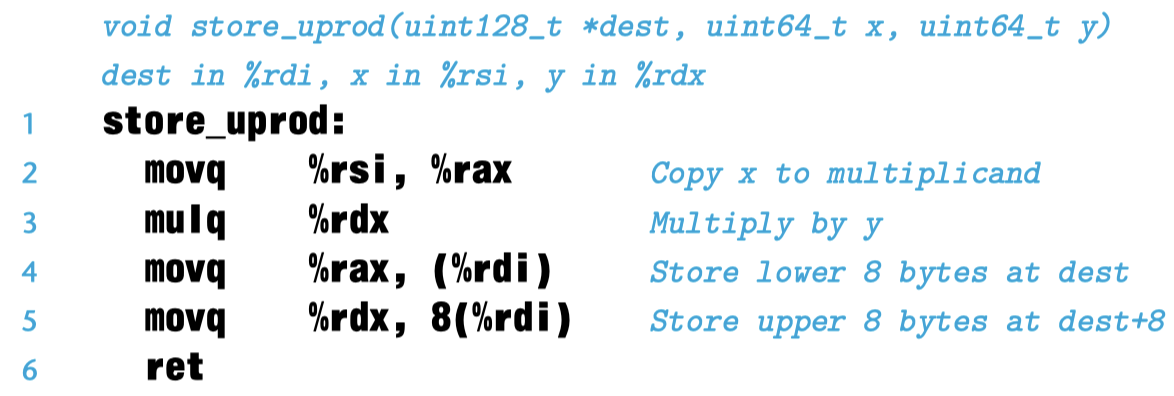 void store_uprod(uint128_t *dest, uint64_t x, uint64_t y)
dest in %rdi, x in %rsi, y in %rdx
1 store_uprod:
2 movq %rsi, %rax Copy x to multiplicand
3 mulq %rdx Multiply by y
4 movq %rax, (%rdi) Store lower 8 bytes at dest
5 movq %rdx, 8(%rdi) Store upper 8 bytes at dest+8
6 ret